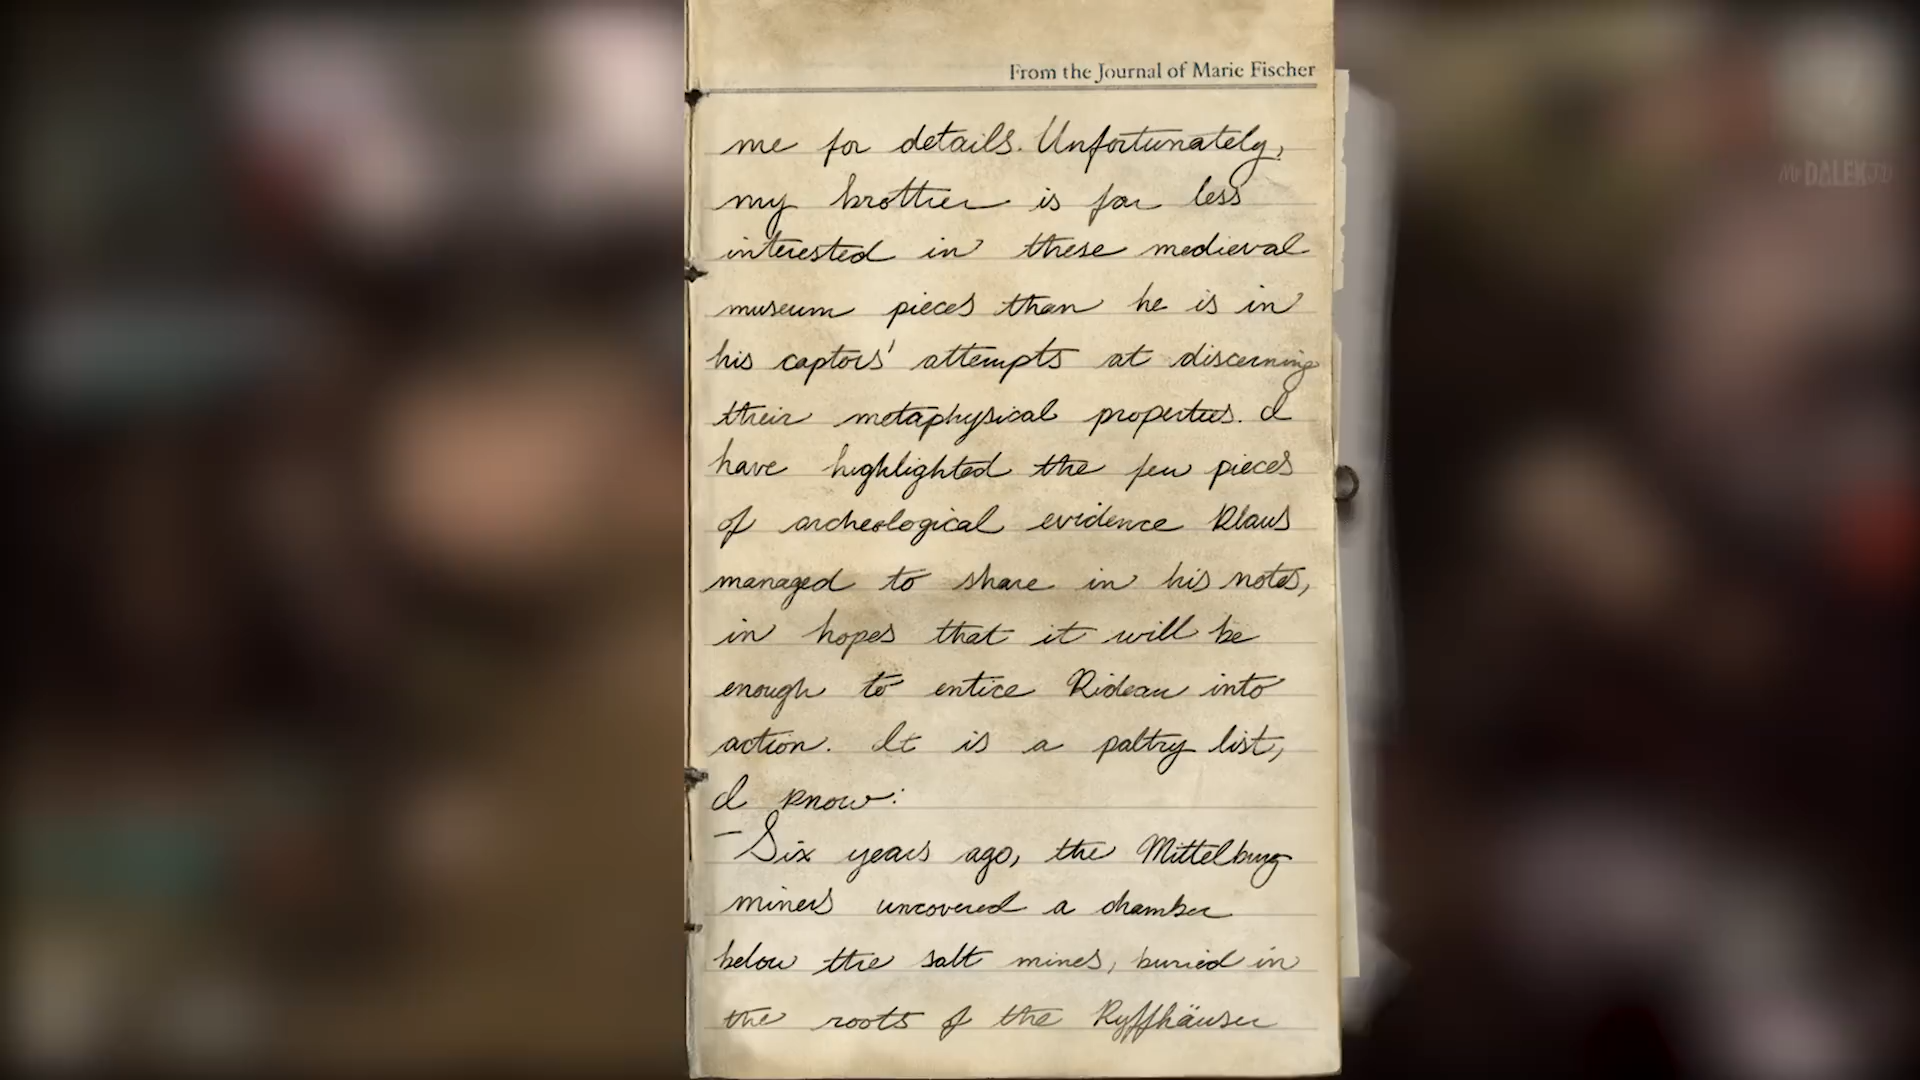 From the Journal of Marie Fischer
MrDALEKJD
me for details. Unfortunately,
my brother is far less
interested in these medieval
museum pieces than he is in
his captors' attempts at discerning
their metaphysical properties. I
have highlighted the few pieces
of archeological evidence Klaus
managed to share in his notes,
in hopes that it will be
enough to entice Rideau into
action. It is a paltry list,
I know:
- Six years ago, the Mittelburg
miners uncovered a chamber
below the salt mines, buried in
the roots of the Kyffhäuser